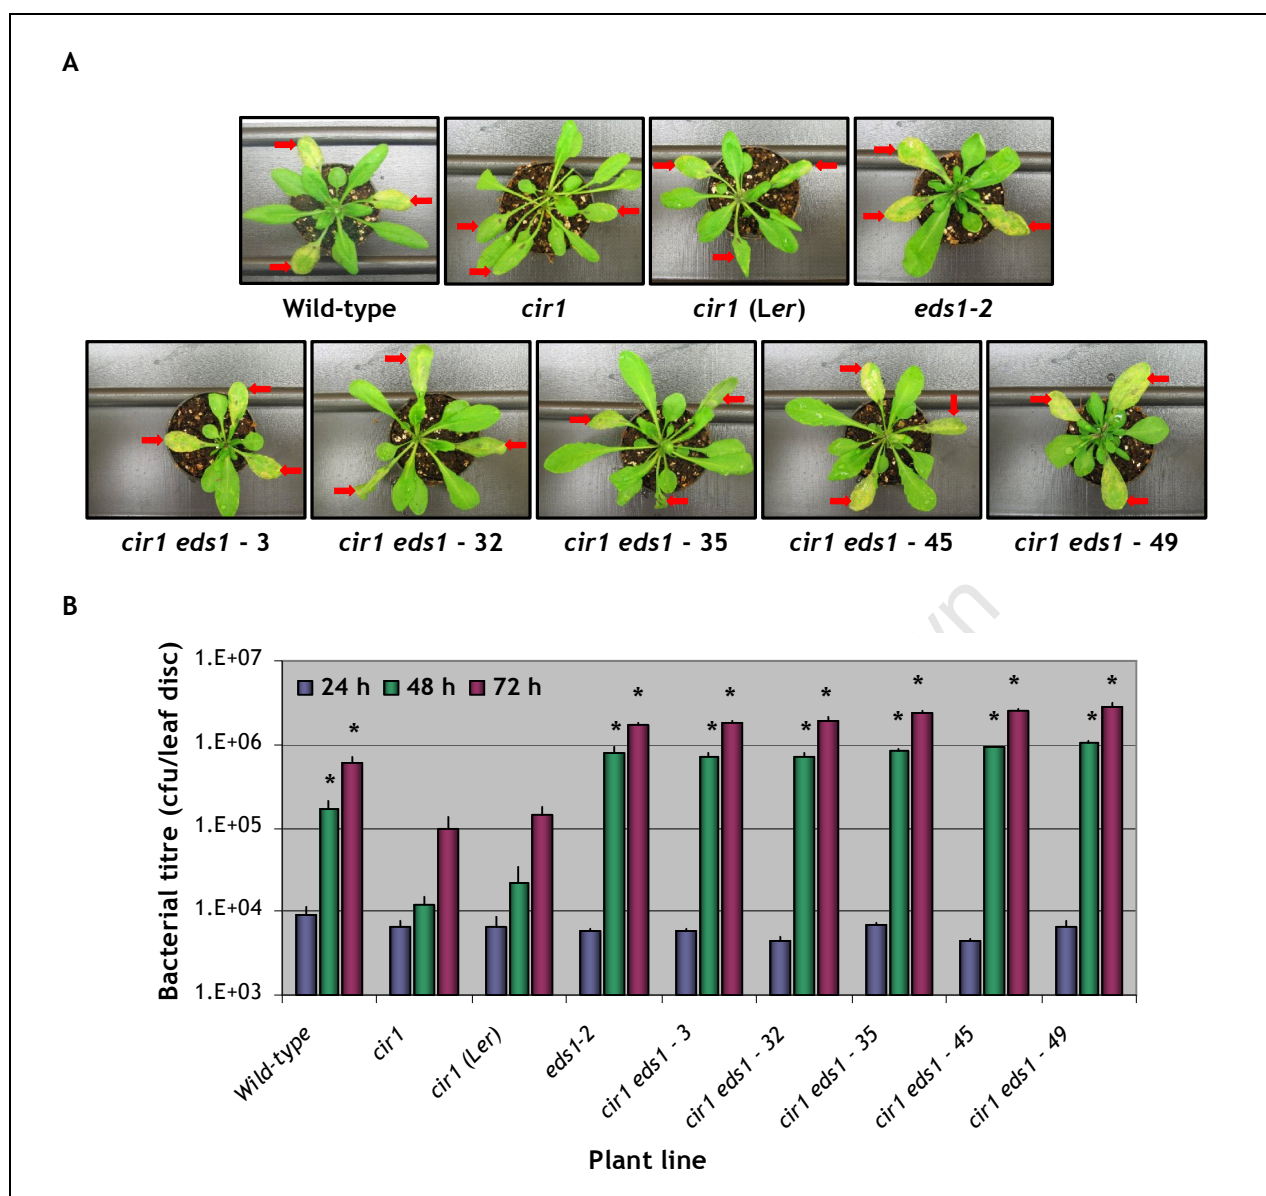 A
Wild-type cir1 cir1 (Ler) eds1-2
cir1 eds1 - 3 cir1 eds1 - 32 cir1 eds1 - 35 cir1 eds1 - 45 cir1 eds1 - 49
B
Bacterial titre (cfu/leaf disc)
1.E+07
1.E+06
1.E+05
1.E+04
1.E+03
24 h 48 h 72 h
* * * * * * * * * * * * * *
Wild-type cir1 cir1 (Ler) eds1-2 cir1 eds1 - 3 cir1 eds1 - 32 cir1 eds1 - 35 cir1 eds1 - 45 cir1 eds1 - 49
Plant line